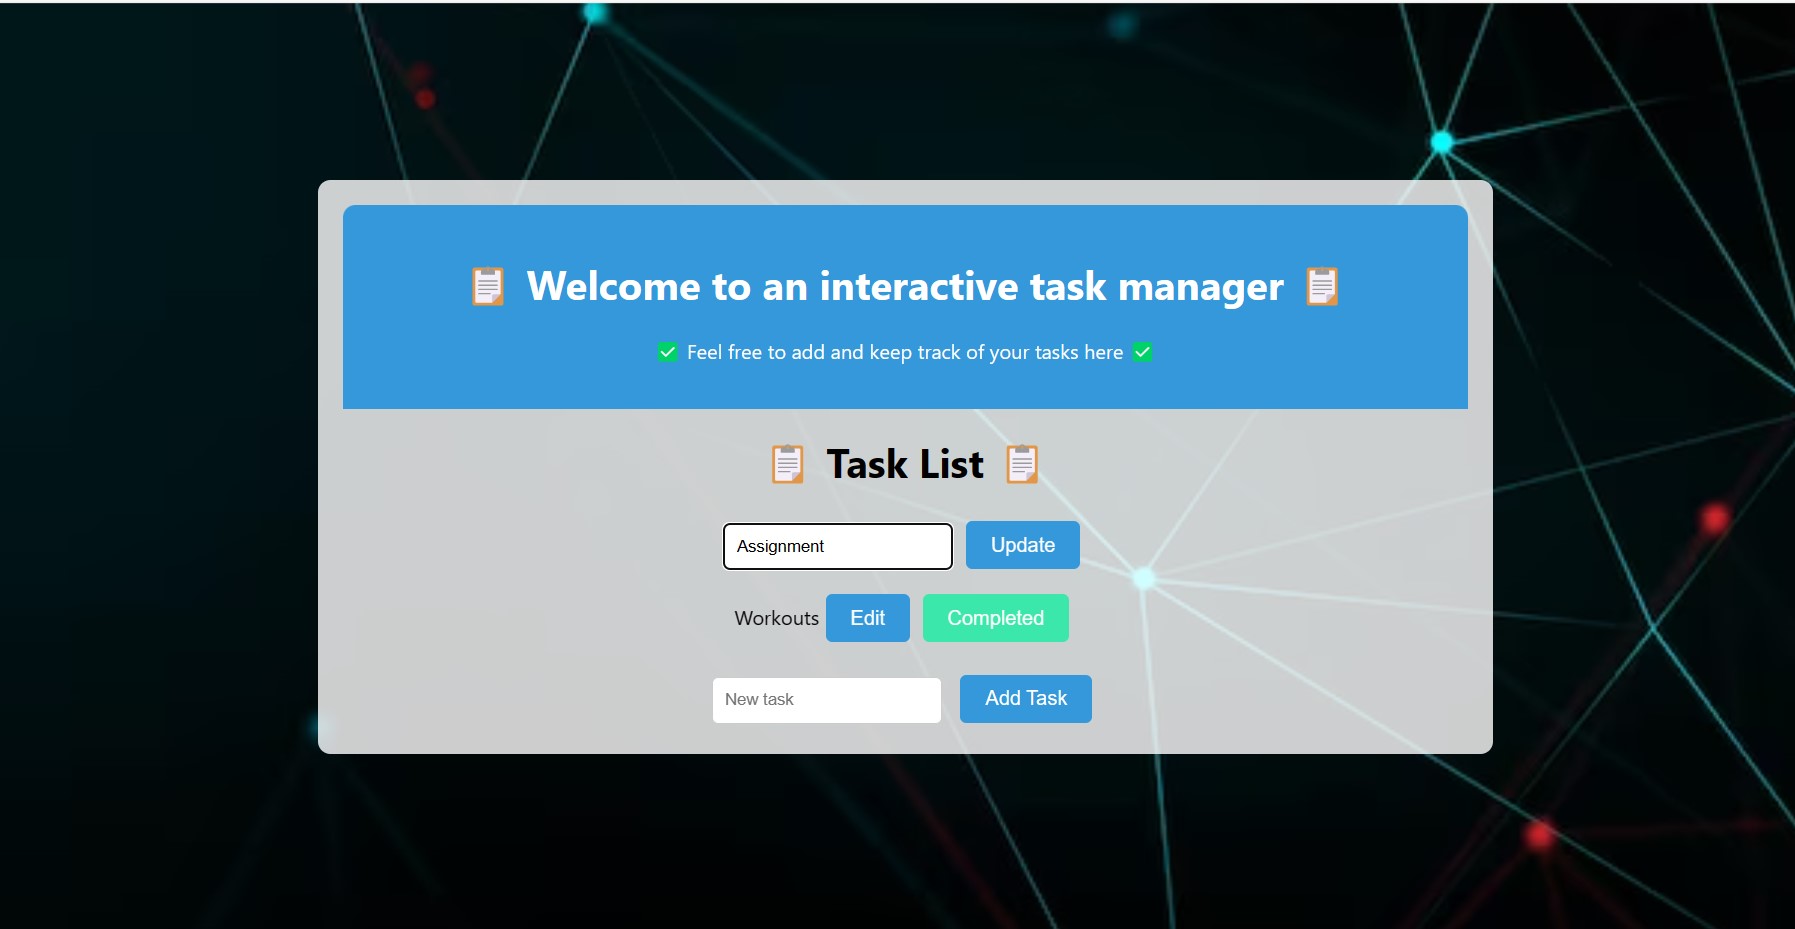 Welcome to an interactive task manager
Feel free to add and keep track of your tasks here
Task List
Assignment Update
Workouts Edit Completed
New task Add Task